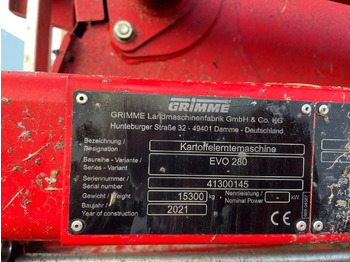 GRIMME
GRIMME Landmaschinenfabrik GmbH & Co. KG
Hunteburger Straße 32 - 49401 Damme - Deutschland
Bezeichnung / Designation Kartoffelerntemaschine
Baureihe - Variante / Series - Variant EVO 280
-
Seriennummer / Serial number 41300145
Gewicht / Weight 15300 kg Nennleistung / Nominal Power - kW
Baujahr / Year of construction 2021